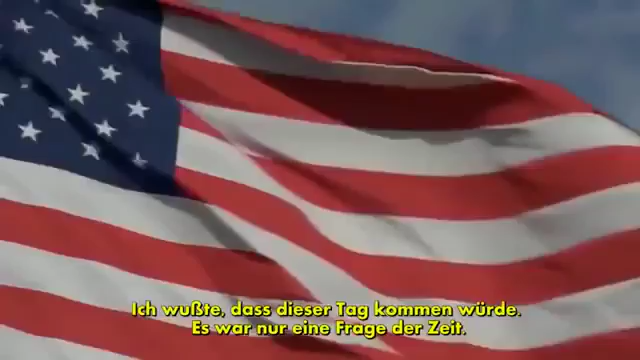 Ich wußte, dass dieser Tag kommen würde.
Es war nur eine Frage der Zeit.